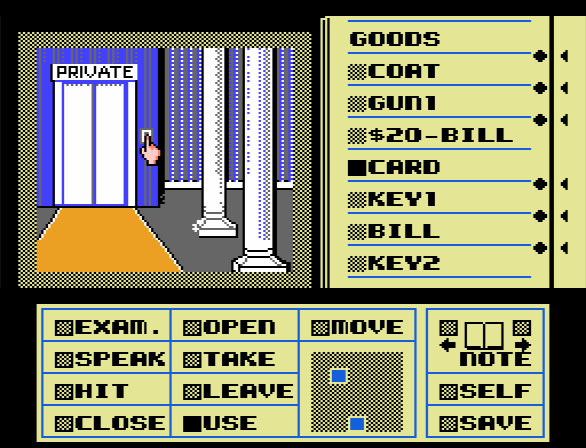 PRIVATE
GOODS
COAT
GUN1
$20-BILL
CARD
KEY1
BILL
KEY2
EXAM. OPEN MOVE
SPEAK TAKE NOTE
HIT LEAVE SELF
CLOSE USE SAVE